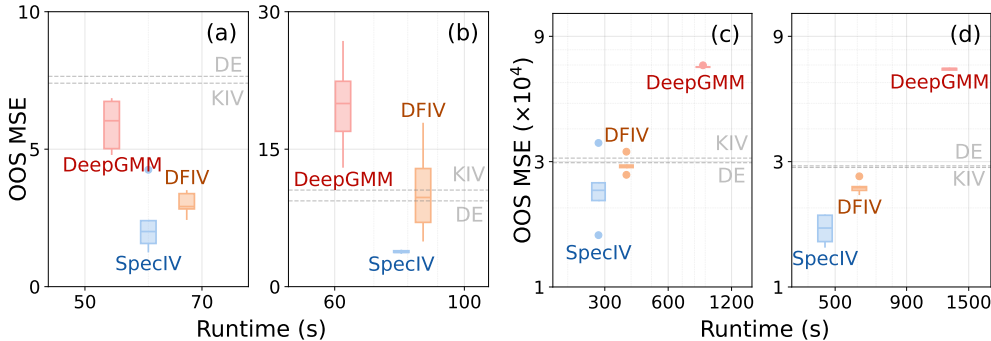 OOS MSE
10
5
0
(a)
DE
KIV
DeepGMM
DFIV
SpecIV
50
70
30
15
0
(b)
DFIV
DeepGMM
KIV
DE
SpecIV
60
100
Runtime (s)
OOS MSE (×10⁴)
9
3
1
(c)
DeepGMM
DFIV
KIV
DE
SpecIV
300
600
1200
9
3
1
(d)
DeepGMM
DE
KIV
DFIV
SpecIV
500
900
1500
Runtime (s)